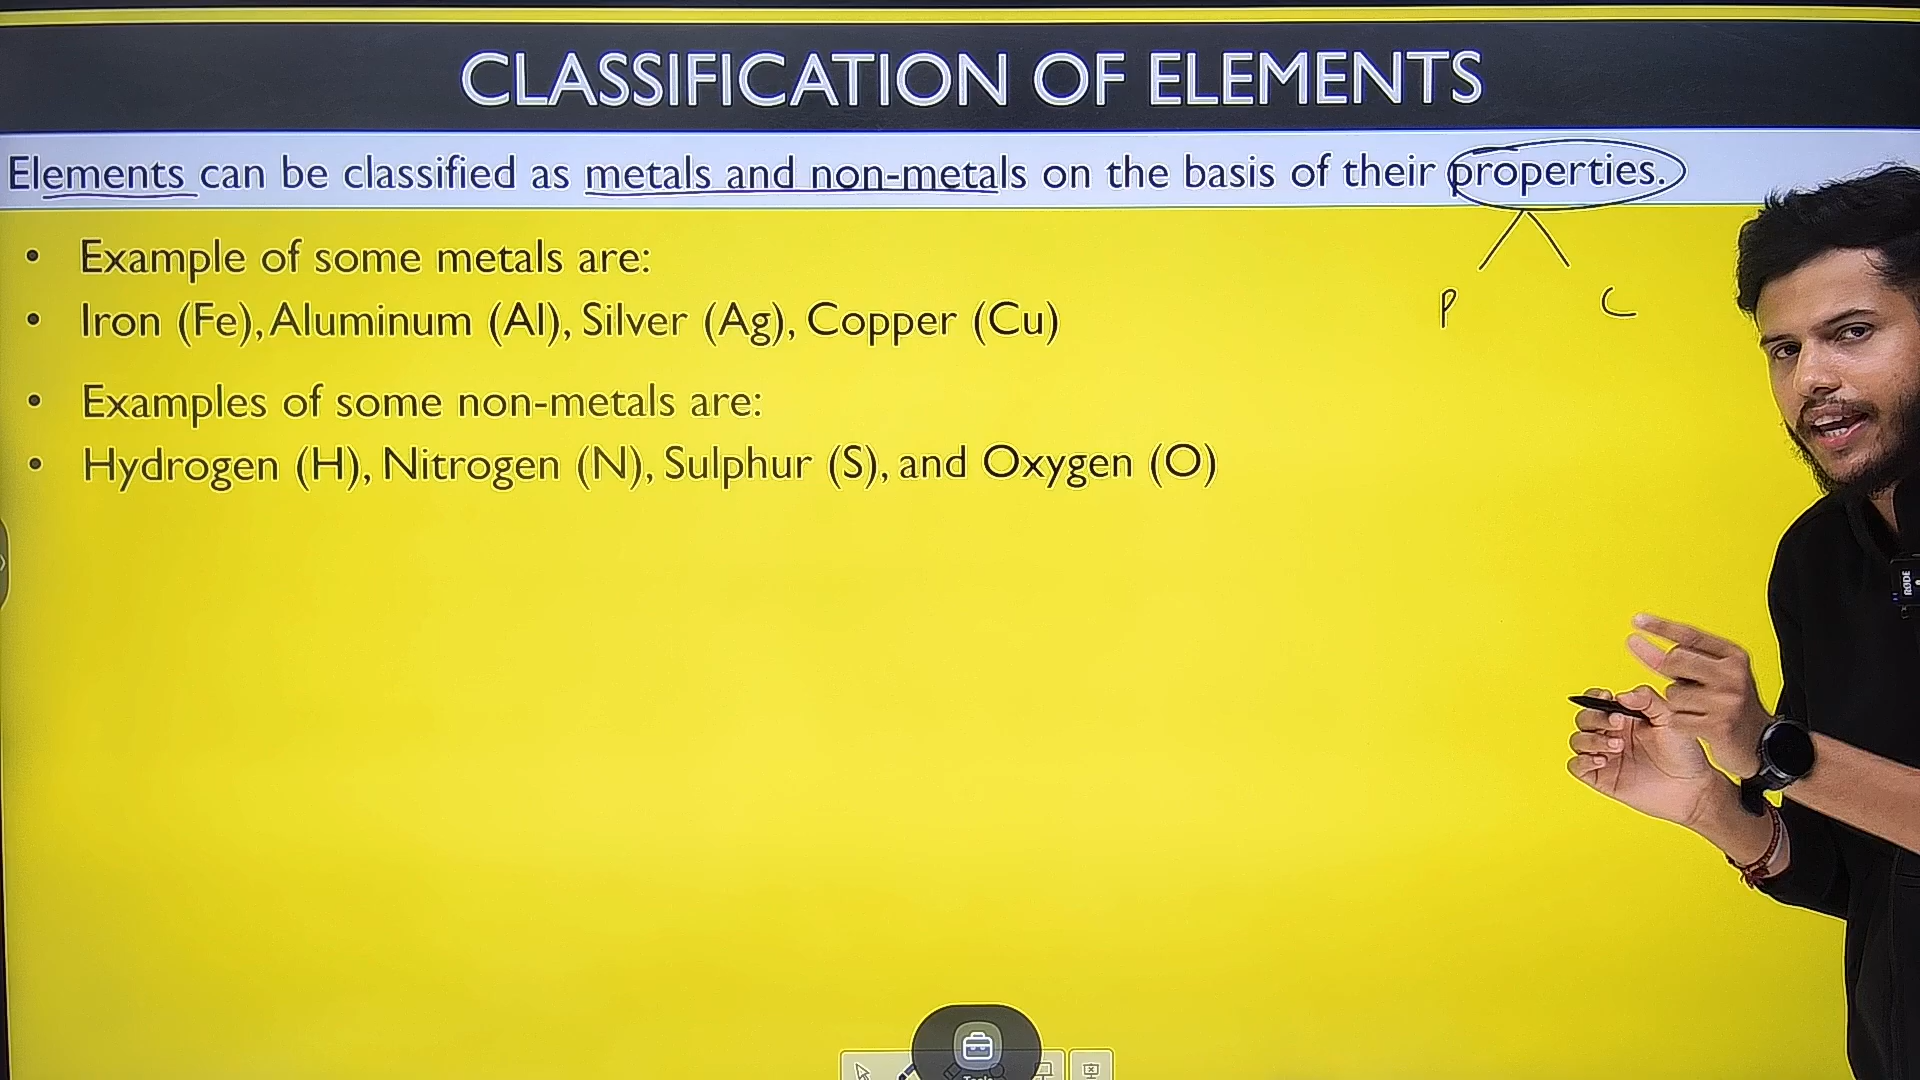 CLASSIFICATION OF ELEMENTS
Elements can be classified as metals and non-metals on the basis of their properties.
P C
• Example of some metals are:
• Iron (Fe), Aluminum (Al), Silver (Ag), Copper (Cu)
• Examples of some non-metals are:
• Hydrogen (H), Nitrogen (N), Sulphur (S), and Oxygen (O)
RØDE